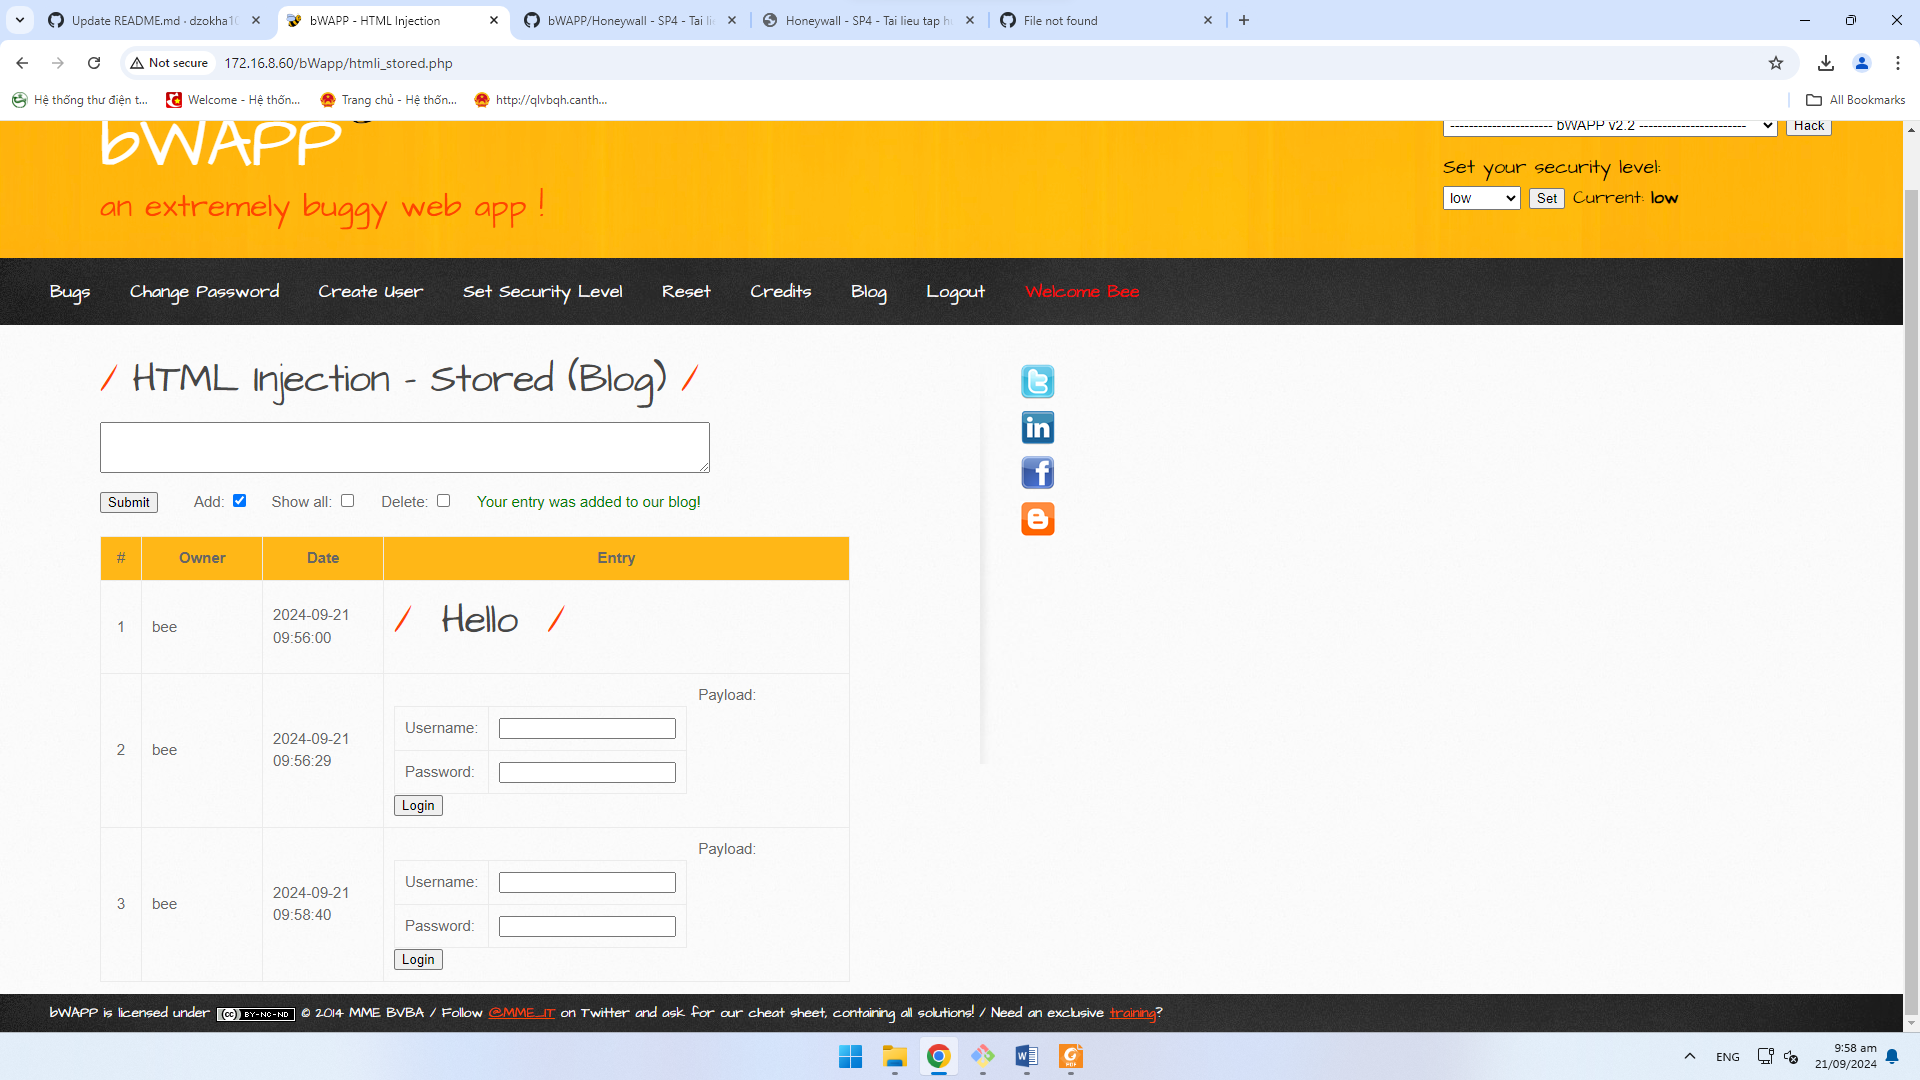 Update README.md · dzokha10
bWAPP - HTML Injection
bWAPP/Honeywall - SP4 - Tai lie
Honeywall - SP4 - Tai lieu tap hu
File not found
Not secure
172.16.8.60/bWapp/htmli_stored.php
Hệ thống thư điện t...
Welcome - Hệ thốn...
Trang chủ - Hệ thốn...
http://qlvbqh.canth...
All Bookmarks
bWAPP
an extremely buggy web app !
---------------------- bWAPP v2.2 -----------------------
Hack
Set your security level:
low
Set
Current: low
Bugs
Change Password
Create User
Set Security Level
Reset
Credits
Blog
Logout
Welcome Bee
/ HTML Injection - Stored (Blog) /
Submit
Add:
Show all:
Delete:
Your entry was added to our blog!
# Owner Date Entry
1 bee 2024-09-21 09:56:00 / Hello /
2 bee 2024-09-21 09:56:29
Payload:
Username:
Password:
Login
3 bee 2024-09-21 09:58:40
Payload:
Username:
Password:
Login
bWAPP is licensed under (cc) BY-NC-ND © 2014 MME BVBA / Follow @MME_IT on Twitter and ask for our cheat sheet, containing all solutions! / Need an exclusive training?
ENG
9:58 am
21/09/2024